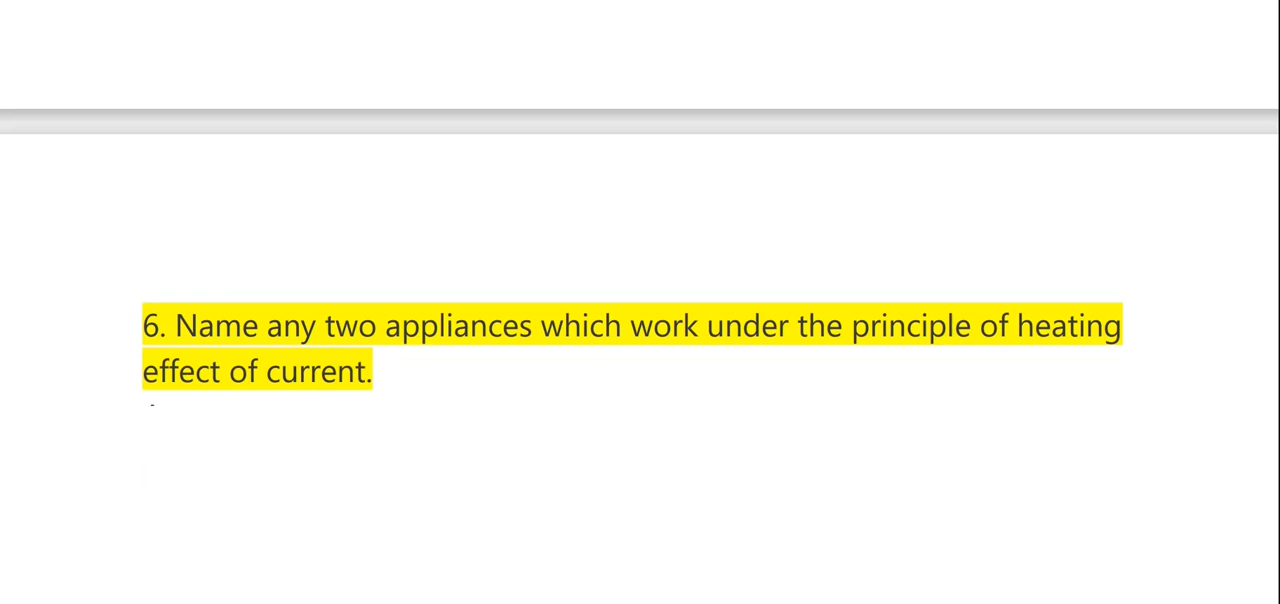 6. Name any two appliances which work under the principle of heating
effect of current.